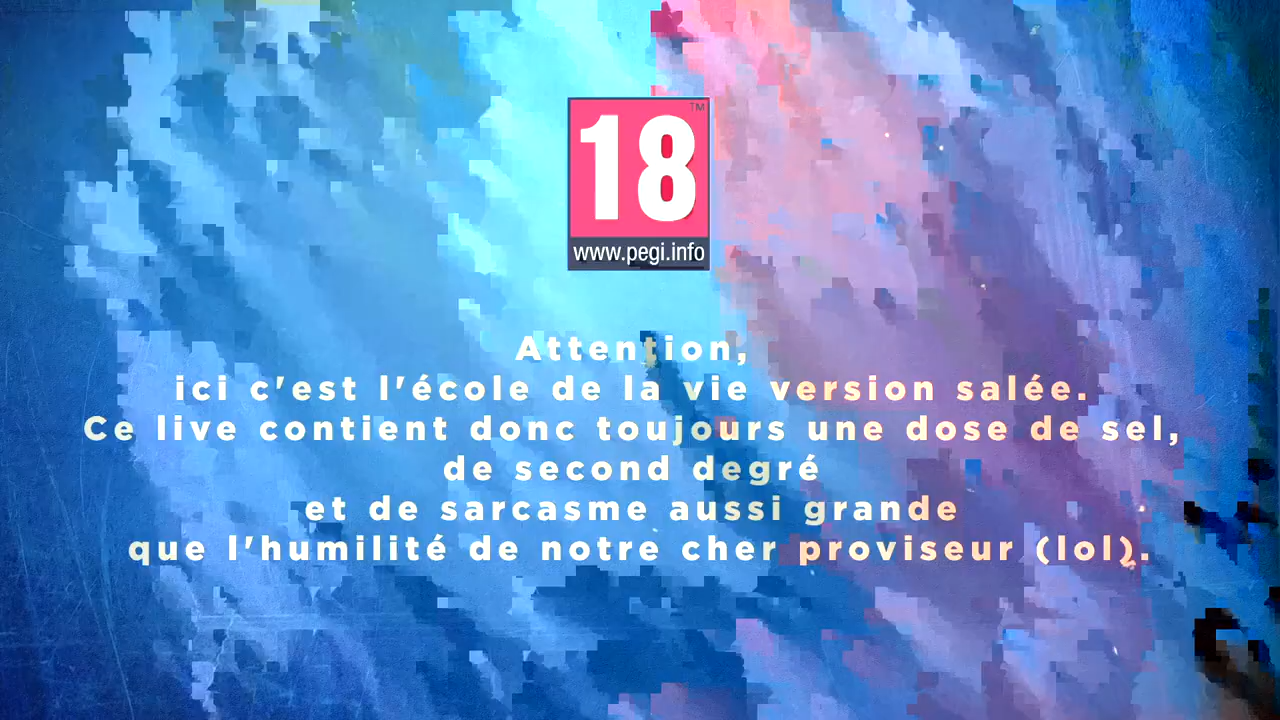 TM
18
www.pegi.info
Attention,
ici c'est l'école de la vie version salée.
Ce live contient donc toujours une dose de sel,
de second degré
et de sarcasme aussi grande
que l'humilité de notre cher proviseur (lol).